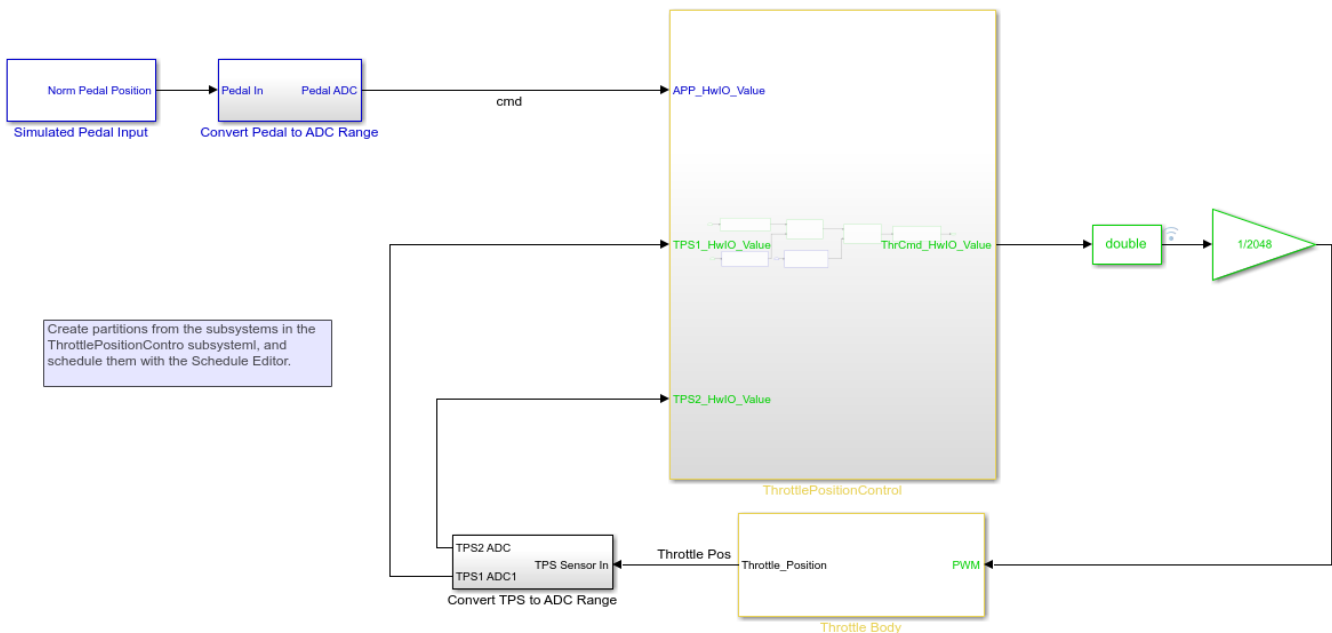 Norm Pedal Position
Simulated Pedal Input
Pedal In
Pedal ADC
Convert Pedal to ADC Range
cmd
APP_HwIO_Value
TPS1_HwIO_Value
ThrCmd_HwIO_Value
TPS2_HwIO_Value
ThrottlePositionControl
double
1/2048
Create partitions from the subsystems in the
ThrottlePositionContro subsysteml, and
schedule them with the Schedule Editor.
TPS2 ADC
TPS1 ADC1
TPS Sensor In
Convert TPS to ADC Range
Throttle Pos
Throttle_Position
PWM
Throttle Body